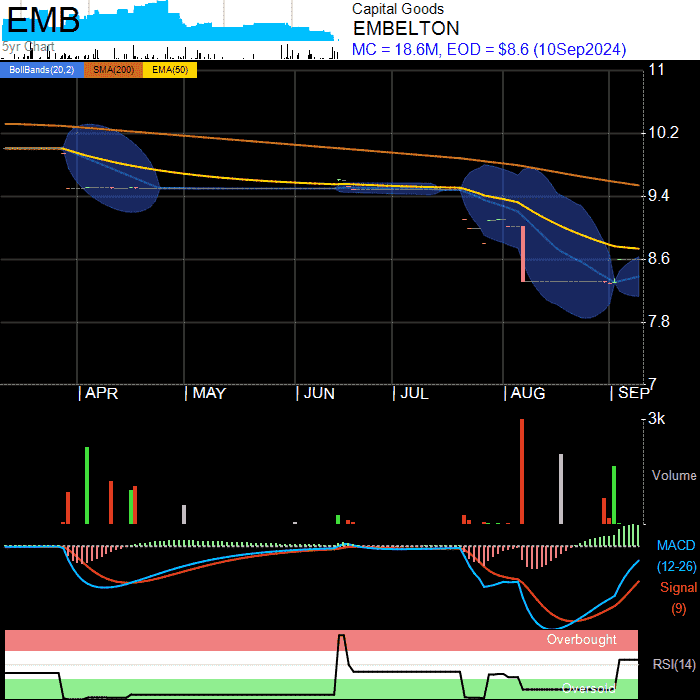 EMB
5yr Chart
Capital Goods
EMBELTON
MC = 18.6M, EOD = $8.6 (10Sep2024)
BollBands(20,2) SMA(200) EMA(50)
11
10.2
9.4
8.6
7.8
7
| APR | MAY | JUN | JUL | AUG | SEP
3k
Volume
MACD
(12-26)
Signal
(9)
Overbought
RSI(14)
Oversold